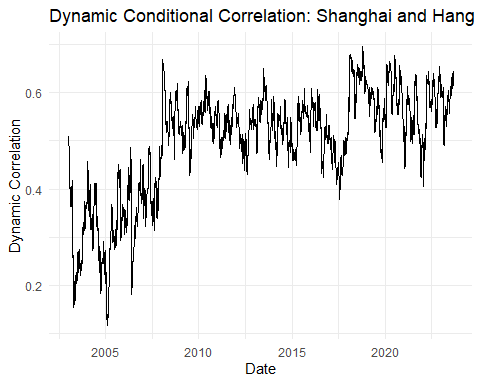 Dynamic Conditional Correlation: Shanghai and Hang
Dynamic Correlation
0.6
0.4
0.2
2005 2010 2015 2020
Date